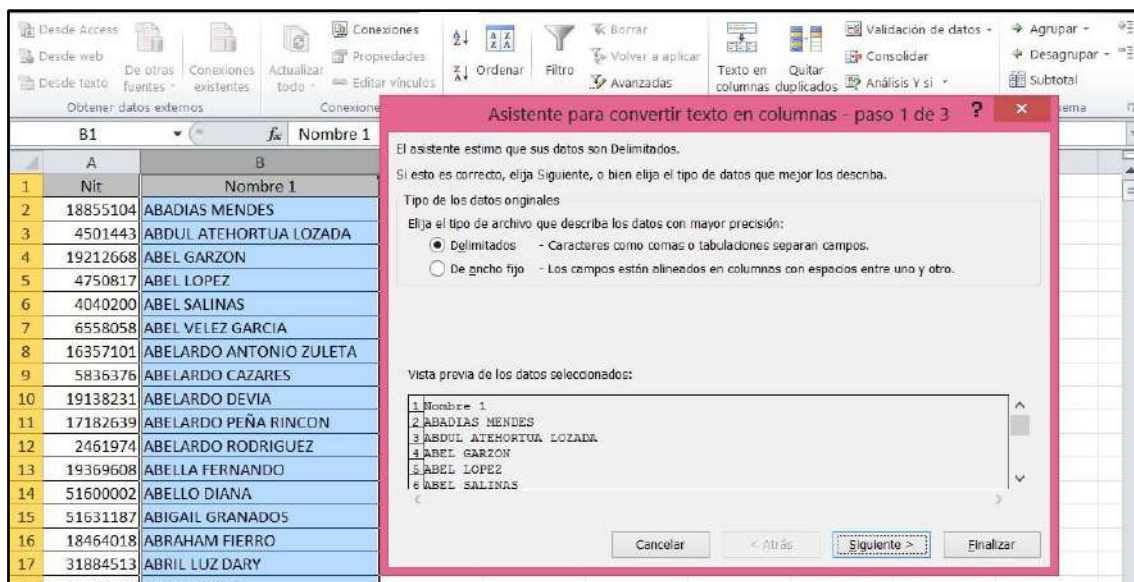 Desde Access
Desde web
Desde texto
De otras fuentes
Conexiones existentes
Obtener datos externos
Actualizar todo
Conexiones
Propiedades
Editar vínculos
Conexione
Ordenar
Filtro
Borrar
Volver a aplicar
Avanzadas
Texto en columnas
Quitar duplicados
Validación de datos
Consolidar
Análisis Y si
Agrupar
Desagrupar
Subtotal
ema
B1
fx Nombre 1
A B
1 Nit Nombre 1
2 18855104 ABADIAS MENDES
3 4501443 ABDUL ATEHORTUA LOZADA
4 19212668 ABEL GARZON
5 4750817 ABEL LOPEZ
6 4040200 ABEL SALINAS
7 6558058 ABEL VELEZ GARCIA
8 16357101 ABELARDO ANTONIO ZULETA
9 5836376 ABELARDO CAZARES
10 19138231 ABELARDO DEVIA
11 17182639 ABELARDO PEÑA RINCON
12 2461974 ABELARDO RODRIGUEZ
13 19369608 ABELLA FERNANDO
14 51600002 ABELLO DIANA
15 51631187 ABIGAIL GRANADOS
16 18464018 ABRAHAM FIERRO
17 31884513 ABRIL LUZ DARY
Asistente para convertir texto en columnas - paso 1 de 3 ? ×
El asistente estima que sus datos son Delimitados.
Si esto es correcto, elija Siguiente, o bien elija el tipo de datos que mejor los describa.
Tipo de los datos originales
Elija el tipo de archivo que describa los datos con mayor precisión:
Delimitados - Caracteres como comas o tabulaciones separan campos.
De ancho fijo - Los campos están alineados en columnas con espacios entre uno y otro.
Vista previa de los datos seleccionados:
1 Nombre 1
2 ABADIAS MENDES
3 ABDUL ATEHORTUA LOZADA
4 ABEL GARZON
5 ABEL LOPEZ
6 ABEL SALINAS
Cancelar
< Atrás
Siguiente >
Finalizar